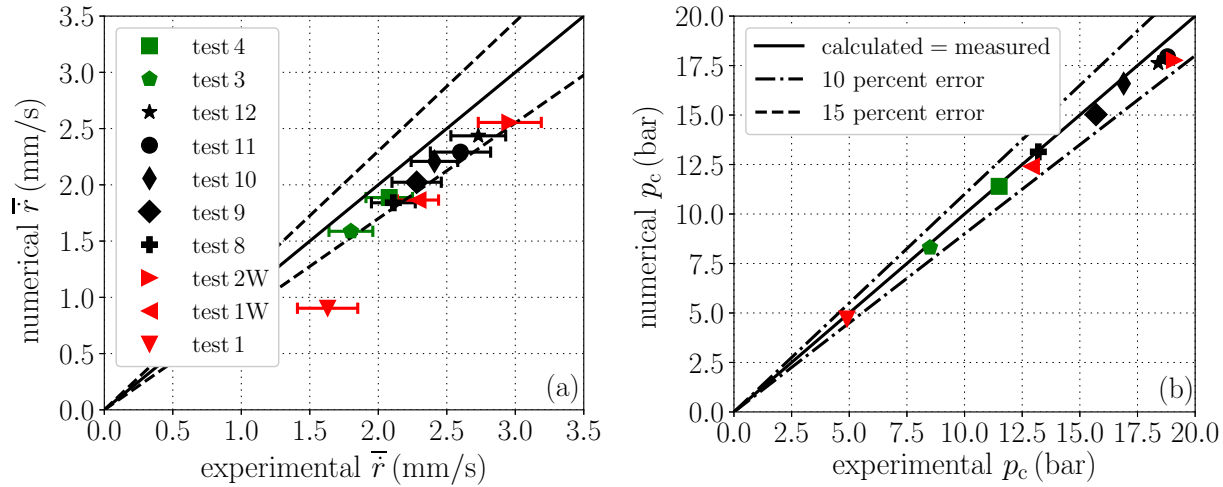 3.5
3.0
2.5
2.0
1.5
1.0
0.5
0.0
numerical r̄̇ (mm/s)
test 4
test 3
test 12
test 11
test 10
test 9
test 8
test 2W
test 1W
test 1
(a)
0.0 0.5 1.0 1.5 2.0 2.5 3.0 3.5
experimental r̄̇ (mm/s)
20.0
17.5
15.0
12.5
10.0
7.5
5.0
2.5
0.0
numerical p_c (bar)
calculated = measured
10 percent error
15 percent error
(b)
0.0 2.5 5.0 7.5 10.0 12.5 15.0 17.5 20.0
experimental p_c (bar)